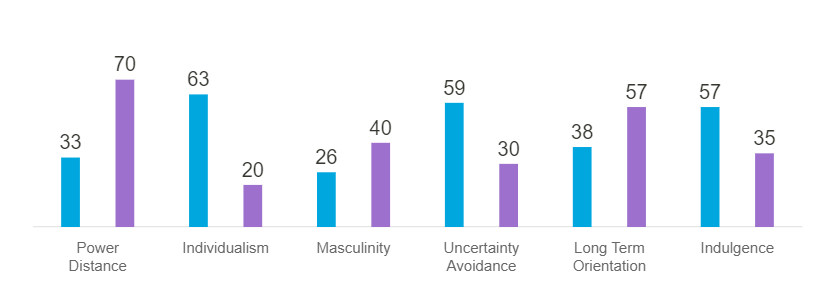 33
70
63
20
26
40
59
30
38
57
57
35
Power
Distance
Individualism
Masculinity
Uncertainty
Avoidance
Long Term
Orientation
Indulgence